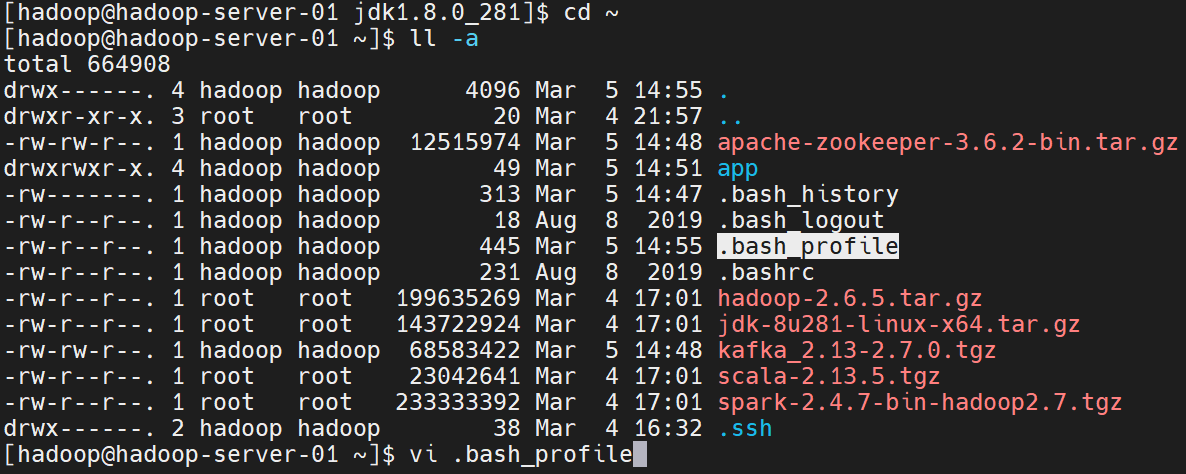 [hadoop@hadoop-server-01 jdk1.8.0_281]$ cd ~
[hadoop@hadoop-server-01 ~]$ ll -a
total 664908
drwx------. 4 hadoop hadoop      4096 Mar  5 14:55 .
drwxr-xr-x. 3 root   root          20 Mar  4 21:57 ..
-rw-rw-r--. 1 hadoop hadoop  12515974 Mar  5 14:48 apache-zookeeper-3.6.2-bin.tar.gz
drwxrwxr-x. 4 hadoop hadoop        49 Mar  5 14:51 app
-rw-------. 1 hadoop hadoop       313 Mar  5 14:47 .bash_history
-rw-r--r--. 1 hadoop hadoop        18 Aug  8  2019 .bash_logout
-rw-r--r--. 1 hadoop hadoop       445 Mar  5 14:55 .bash_profile
-rw-r--r--. 1 hadoop hadoop       231 Aug  8  2019 .bashrc
-rw-r--r--. 1 root   root   199635269 Mar  4 17:01 hadoop-2.6.5.tar.gz
-rw-r--r--. 1 root   root   143722924 Mar  4 17:01 jdk-8u281-linux-x64.tar.gz
-rw-rw-r--. 1 hadoop hadoop  68583422 Mar  5 14:48 kafka_2.13-2.7.0.tgz
-rw-r--r--. 1 root   root    23042641 Mar  4 17:01 scala-2.13.5.tgz
-rw-r--r--. 1 root   root   233333392 Mar  4 17:01 spark-2.4.7-bin-hadoop2.7.tgz
drwx------. 2 hadoop hadoop        38 Mar  4 16:32 .ssh
[hadoop@hadoop-server-01 ~]$ vi .bash_profile